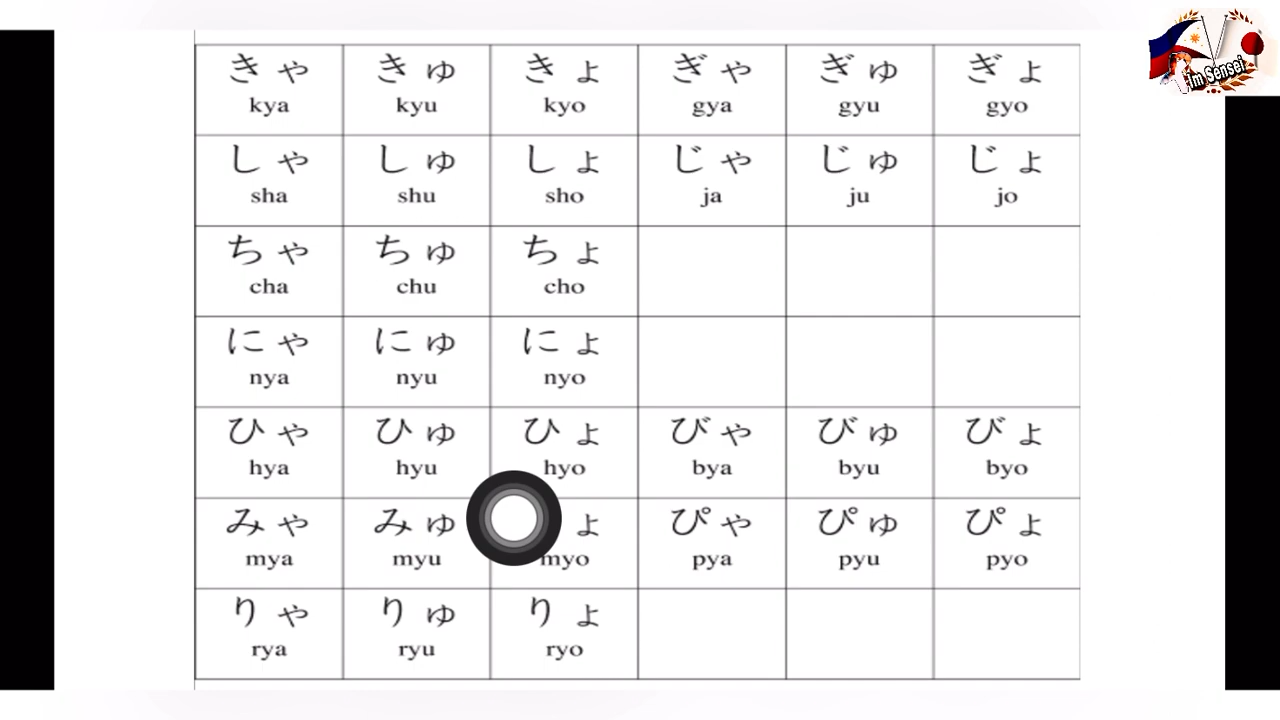 きゃ きゅ きょ ぎゃ ぎゅ ぎょ
kya kyu kyo gya gyu gyo
しゃ しゅ しょ じゃ じゅ じょ
sha shu sho ja ju jo
ちゃ ちゅ ちょ
cha chu cho
にゃ にゅ にょ
nya nyu nyo
ひゃ ひゅ ひょ びゃ びゅ びょ
hya hyu hyo bya byu byo
みゃ みゅ ょ ぴゃ ぴゅ ぴょ
mya myu myo pya pyu pyo
りゃ りゅ りょ
rya ryu ryo
Im Sensei